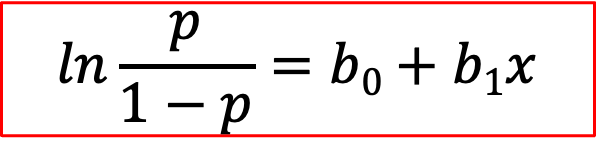 ln p/(1 − p) = b₀ + b₁x